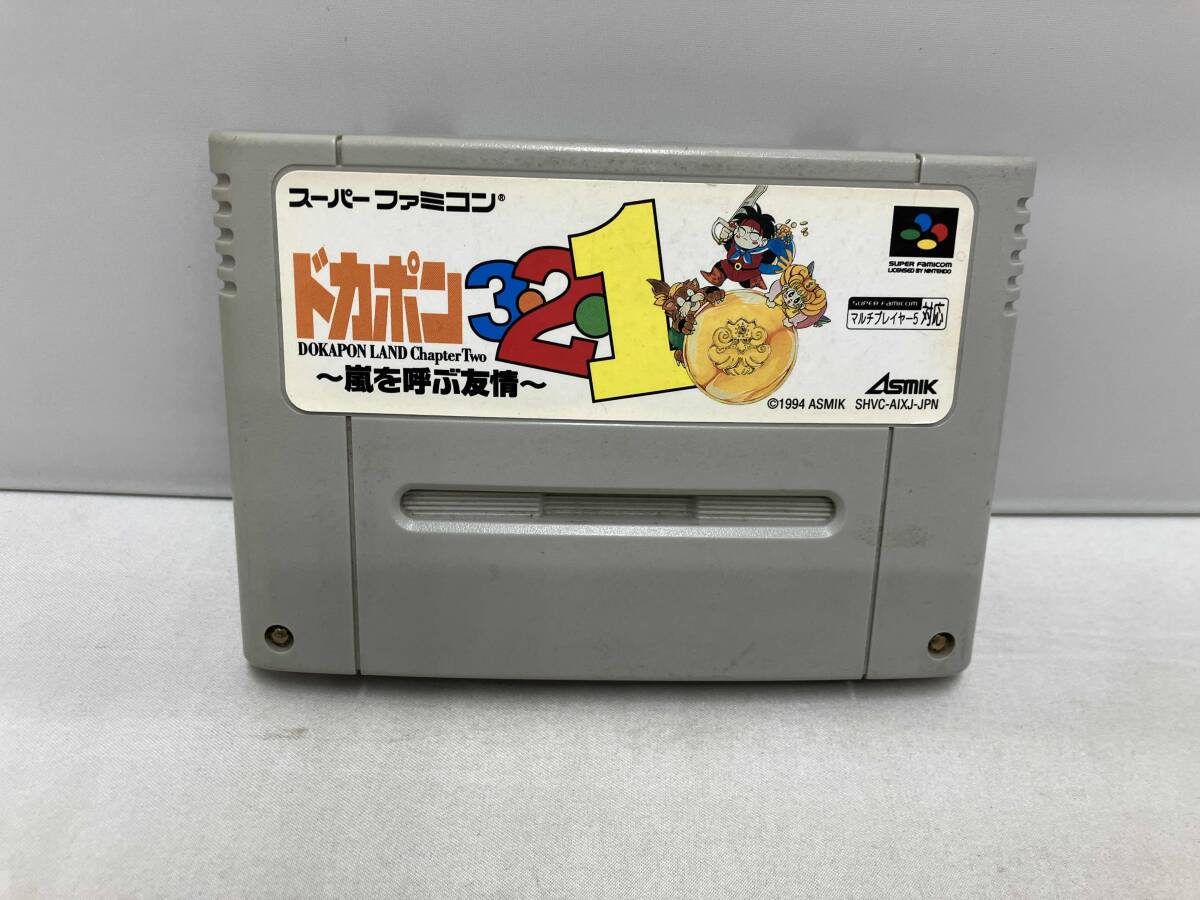 スーパーファミコン®
ドカポン3・2・1
DOKAPON LAND Chapter Two
〜嵐を呼ぶ友情〜
SUPER FAMICOM
LICENSED BY NINTENDO
SUPER FAMICOM
マルチプレイヤー5 対応
ASMIK
©1994 ASMIK SHVC-AIXJ-JPN